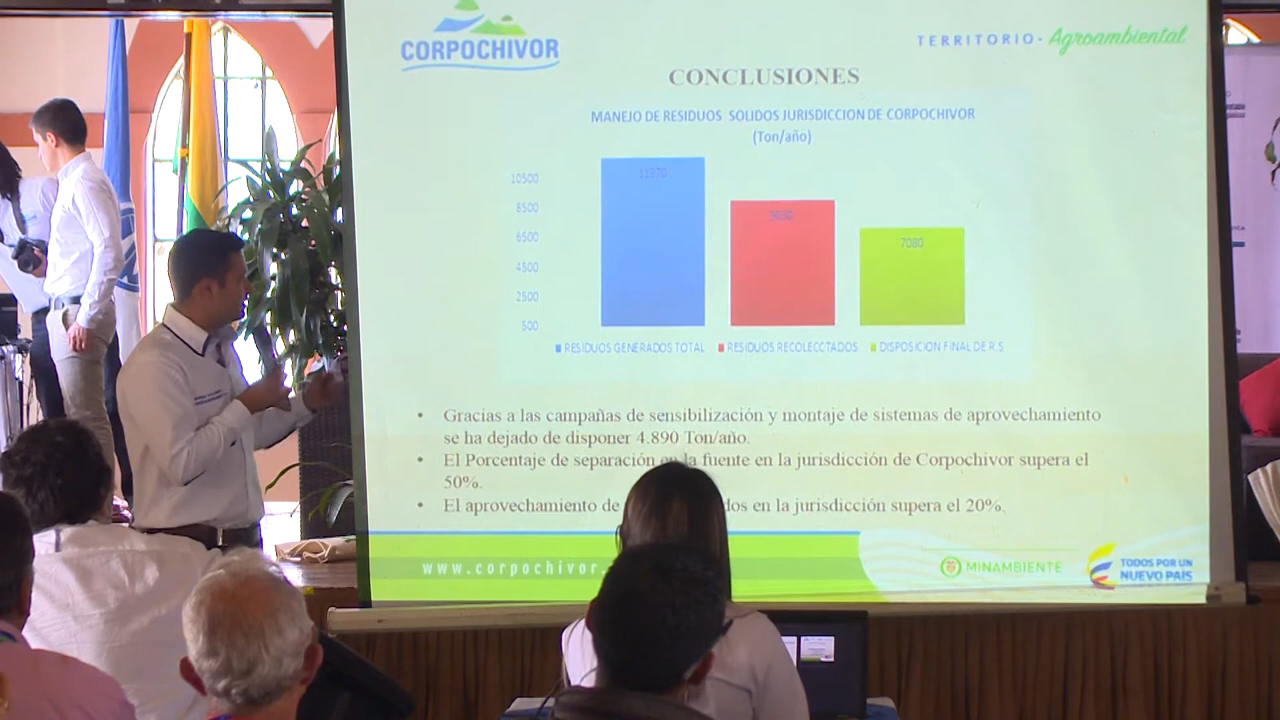 CORPOCHIVOR
TERRITORIO - Agroambiental
CONCLUSIONES
MANEJO DE RESIDUOS SOLIDOS JURISDICCION DE CORPOCHIVOR
(Ton/año)
10500
8500
6500
4500
2500
500
11970
7080
RESIDUOS GENERADOS TOTAL
RESIDUOS RECOLECCTADOS
DISPOSICION FINAL DE R.S
• Gracias a las campañas de sensibilización y montaje de sistemas de aprovechamiento
se ha dejado de disponer 4.890 Ton/año.
• El Porcentaje de separación en la fuente en la jurisdicción de Corpochivor supera el
50%.
• El aprovechamiento de dos en la jurisdicción supera el 20%.
www.corpochivor.
MINAMBIENTE
TODOS POR UN
NUEVO PAÍS